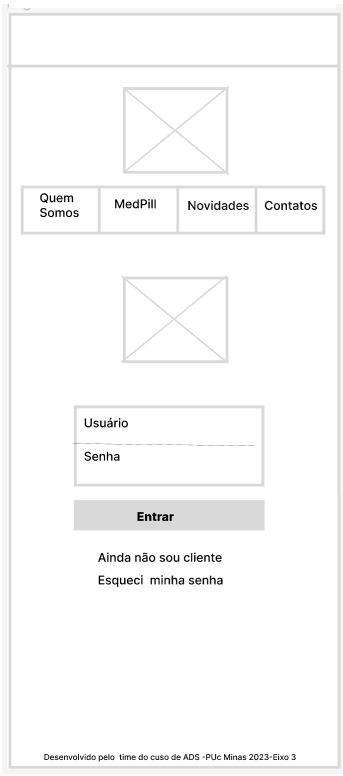 Quem
Somos
MedPill
Novidades
Contatos
Usuário
Senha
Entrar
Ainda não sou cliente
Esqueci minha senha
Desenvolvido pelo time do cuso de ADS -PUc Minas 2023-Eixo 3